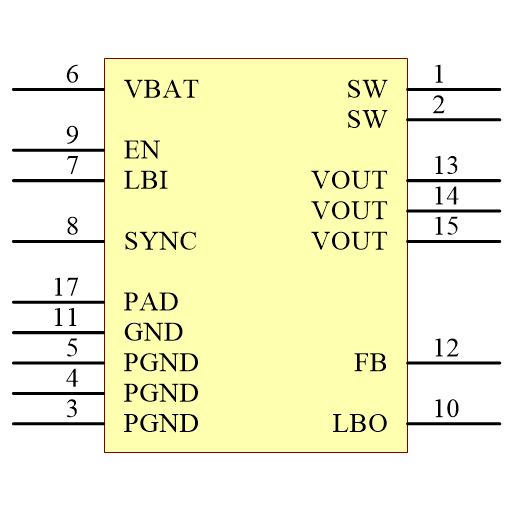 6 VBAT SW 1
SW 2
9 EN
7 LBI VOUT 13
VOUT 14
8 SYNC VOUT 15
17 PAD
11 GND
5 PGND FB 12
4 PGND
3 PGND LBO 10